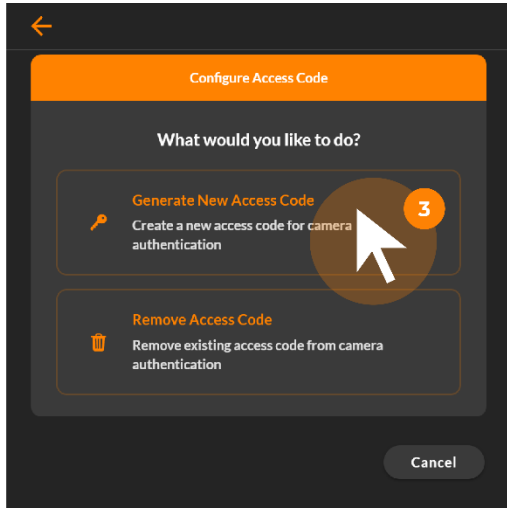 Configure Access Code
What would you like to do?
Generate New Access Code
3
Create a new access code for camera
authentication
Remove Access Code
Remove existing access code from camera
authentication
Cancel